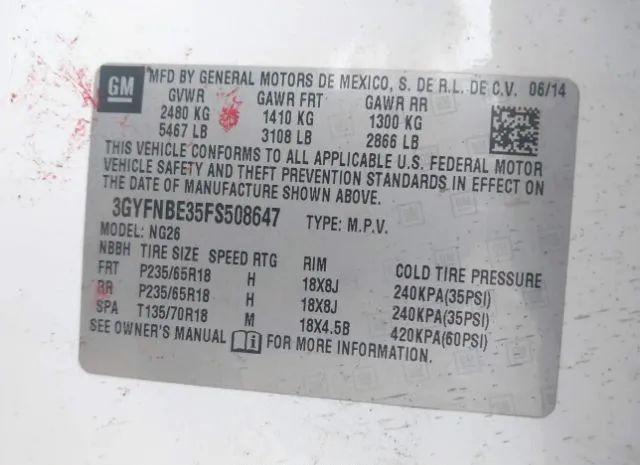 GM MFD BY GENERAL MOTORS DE MEXICO, S. DE R.L. DE C.V. 06/14
GVWR GAWR FRT GAWR RR
2480 KG 1410 KG 1300 KG
5467 LB 3108 LB 2866 LB
THIS VEHICLE CONFORMS TO ALL APPLICABLE U.S. FEDERAL MOTOR
VEHICLE SAFETY AND THEFT PREVENTION STANDARDS IN EFFECT ON
THE DATE OF MANUFACTURE SHOWN ABOVE.
3GYFNBE35FS508647 TYPE: M.P.V.
MODEL: NG26
NBBH TIRE SIZE SPEED RTG RIM COLD TIRE PRESSURE
FRT P235/65R18 H 18X8J 240KPA(35PSI)
RR P235/65R18 H 18X8J 240KPA(35PSI)
SPA T135/70R18 M 18X4.5B 420KPA(60PSI)
SEE OWNER'S MANUAL FOR MORE INFORMATION.